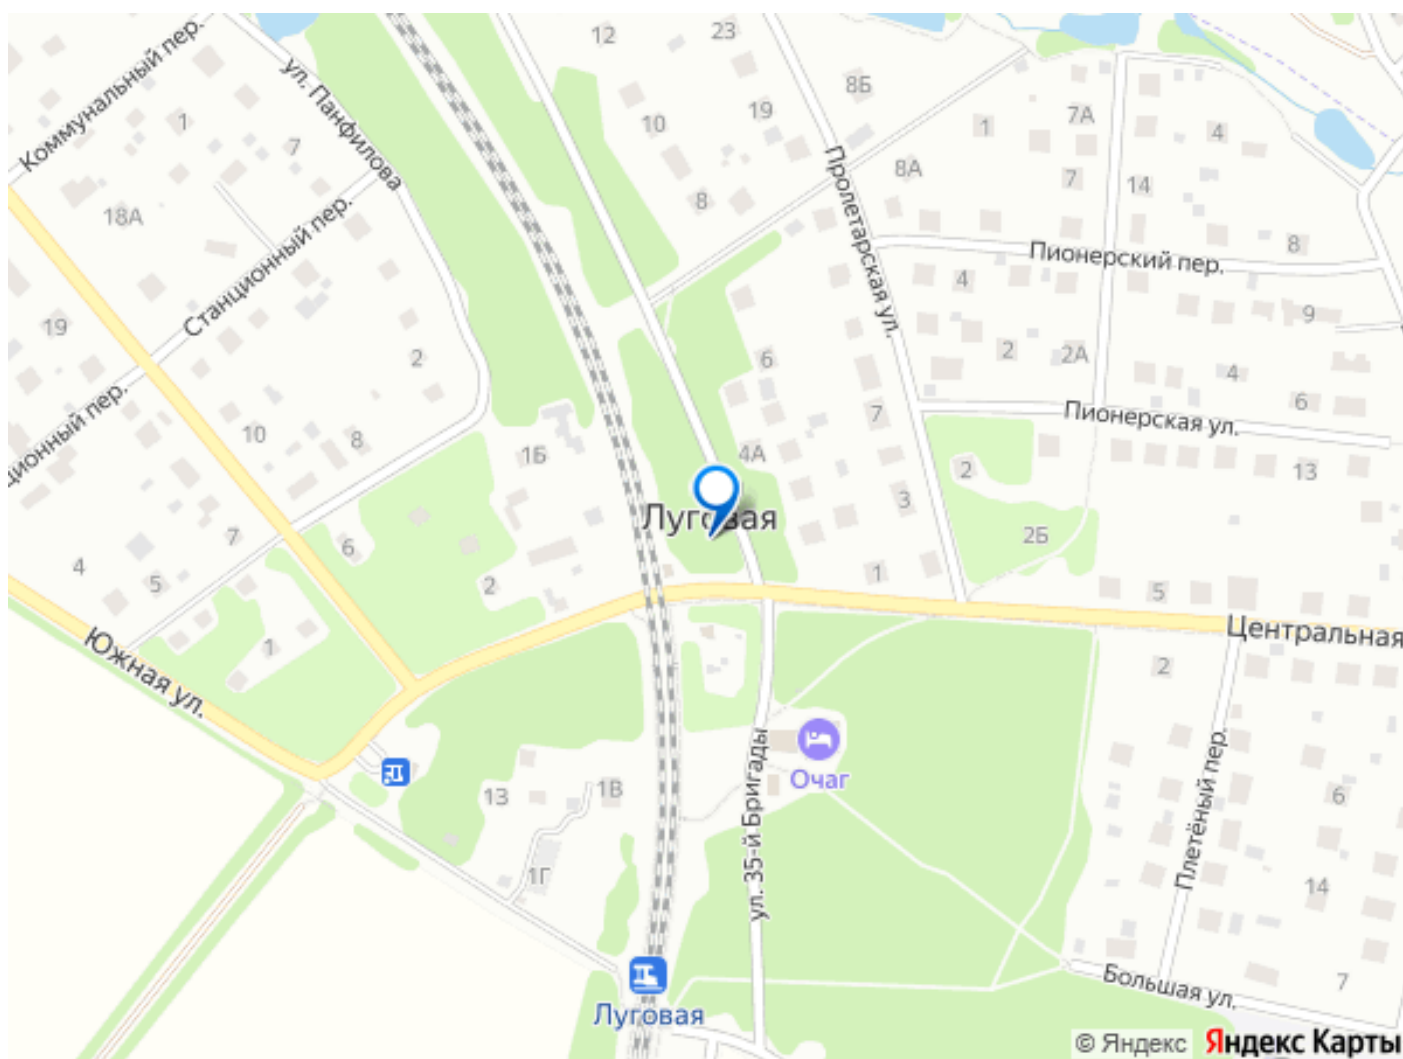 12
23
Коммунальный пер.
ул. Панфилова
8Б
19
10
7А
1
4
1
7
Пролетарская ул.
8А
7
14
18А
8
Станционный пер.
Пионерский пер.
8
4
9
19
2
6
2
2А
4
6
7
Пионерская ул.
ционный пер.
10
8
1Б
4А
2
13
3
Луговая
7
6
2Б
4
5
2
1
5
Центральная
Южная ул.
1
2
Очаг
ул. 35-й Бригады
Плетёный пер.
13
1В
6
1Г
14
Большая ул.
7
Луговая
© Яндекс Яндекс Карты